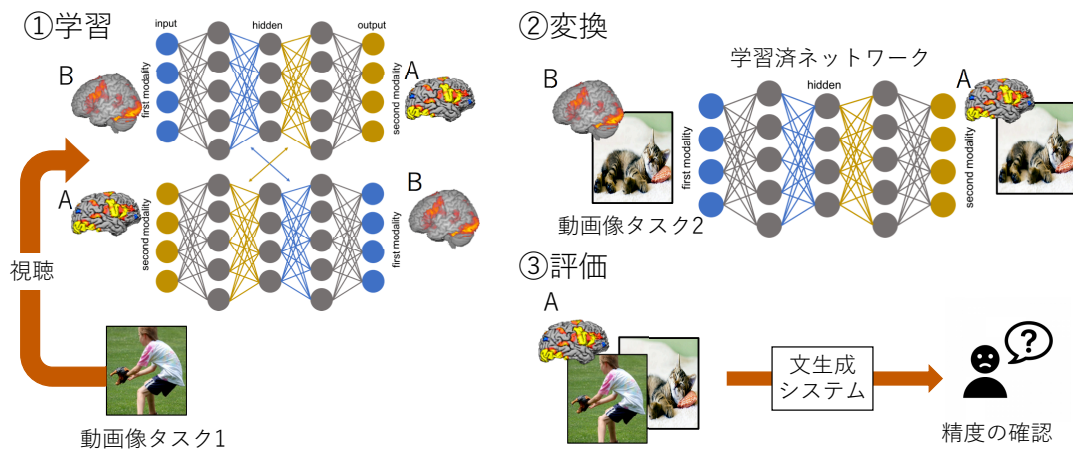 ①学習
input
hidden
output
B
first modality
A
second modality
A
second modality
B
first modality
視聴
動画像タスク1
②変換
学習済ネットワーク
hidden
B
first modality
A
second modality
動画像タスク2
③評価
A
文生成
システム
?
精度の確認